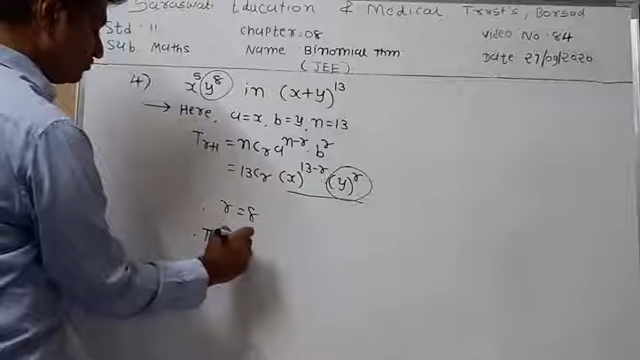 Saraswati Education & Medical Trust's, Borsad
Std : 11 chapter : 08 Video No : 84
Sub. Maths Name : Binomial thm Date 27/09/2020
(JEE)
4) x⁵y⁸ in (x+y)¹³
→ Here, a=x, b=y, n=13
Tr+1 = nCr aⁿ⁻ʳ · bʳ
= 13Cr (x)¹³⁻ʳ · (y)ʳ
∴ r = 8